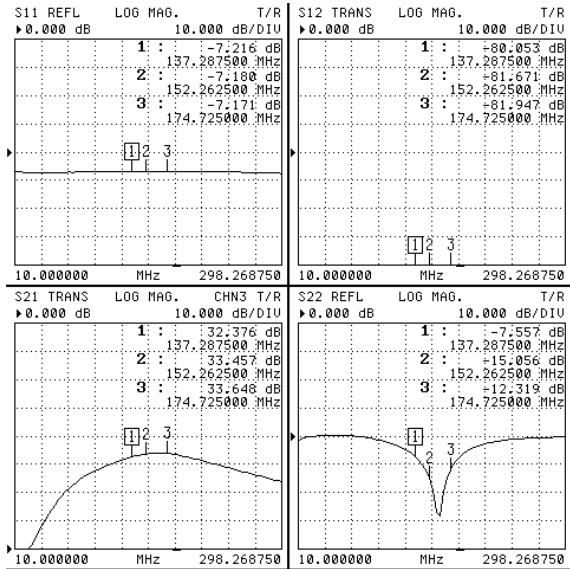 S11 REFL LOG MAG. T/R
▶0.000 dB 10.000 dB/DIV
1 : -7.216 dB
137.287500 MHz
2 : -7.180 dB
152.262500 MHz
3 : -7.171 dB
174.725000 MHz
1 2 3
10.000000 MHz 298.268750
S12 TRANS LOG MAG. T/R
▶0.000 dB 10.000 dB/DIV
1 : -80.053 dB
137.287500 MHz
2 : -81.671 dB
152.262500 MHz
3 : -81.947 dB
174.725000 MHz
1 2 3
10.000000 MHz 298.268750
S21 TRANS LOG MAG. CHN3 T/R
▶0.000 dB 10.000 dB/DIV
1 : 32.376 dB
137.287500 MHz
2 : 33.457 dB
152.262500 MHz
3 : 33.648 dB
174.725000 MHz
1 2 3
10.000000 MHz 298.268750
S22 REFL LOG MAG. T/R
▶0.000 dB 10.000 dB/DIV
1 : -7.557 dB
137.287500 MHz
2 : -15.056 dB
152.262500 MHz
3 : -12.319 dB
174.725000 MHz
1 2 3
10.000000 MHz 298.268750